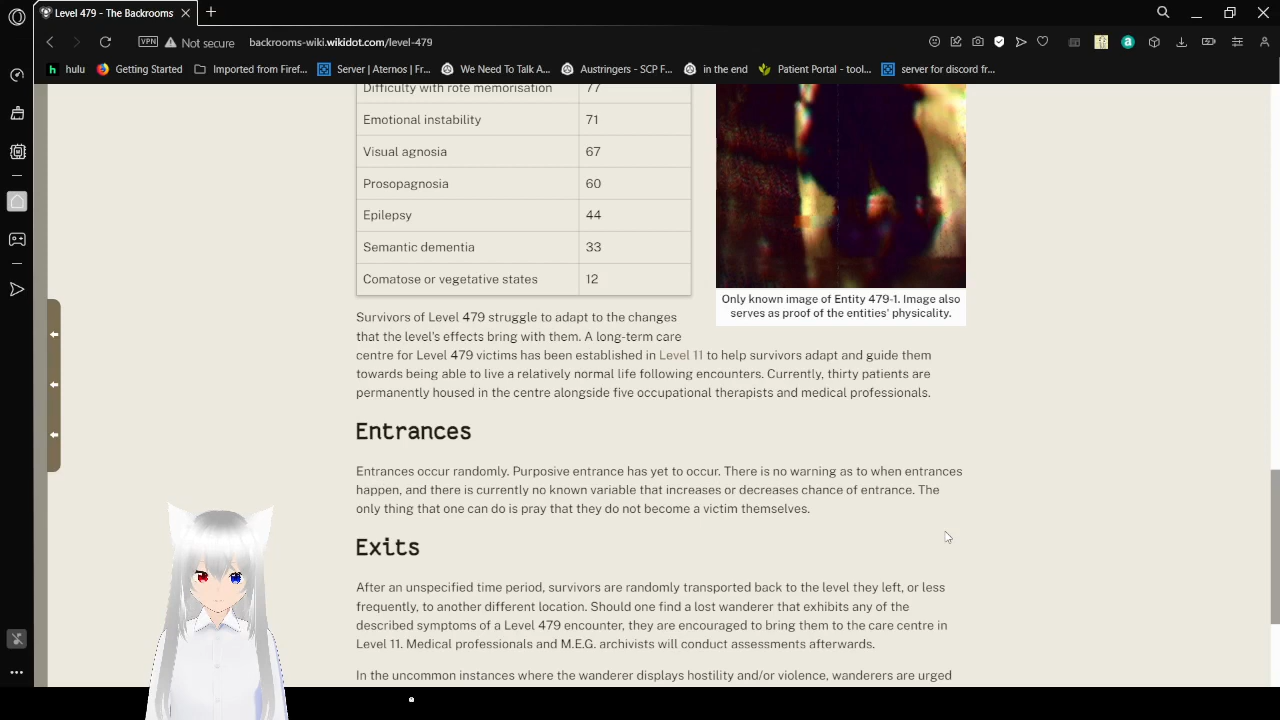 Level 479 - The Backrooms
VPN Not secure backrooms-wiki.wikidot.com/level-479
hulu Getting Started Imported from Firef... Server | Aternos | Fr... We Need To Talk A... Austringers - SCP F... in the end Patient Portal - tool... server for discord fr...
Difficulty with rote memorisation 77
Emotional instability 71
Visual agnosia 67
Prosopagnosia 60
Epilepsy 44
Semantic dementia 33
Comatose or vegetative states 12
Only known image of Entity 479-1. Image also
serves as proof of the entities' physicality.
Survivors of Level 479 struggle to adapt to the changes
that the level's effects bring with them. A long-term care
centre for Level 479 victims has been established in Level 11 to help survivors adapt and guide them
towards being able to live a relatively normal life following encounters. Currently, thirty patients are
permanently housed in the centre alongside five occupational therapists and medical professionals.
Entrances
Entrances occur randomly. Purposive entrance has yet to occur. There is no warning as to when entrances
happen, and there is currently no known variable that increases or decreases chance of entrance. The
only thing that one can do is pray that they do not become a victim themselves.
Exits
After an unspecified time period, survivors are randomly transported back to the level they left, or less
frequently, to another different location. Should one find a lost wanderer that exhibits any of the
described symptoms of a Level 479 encounter, they are encouraged to bring them to the care centre in
Level 11. Medical professionals and M.E.G. archivists will conduct assessments afterwards.
In the uncommon instances where the wanderer displays hostility and/or violence, wanderers are urged